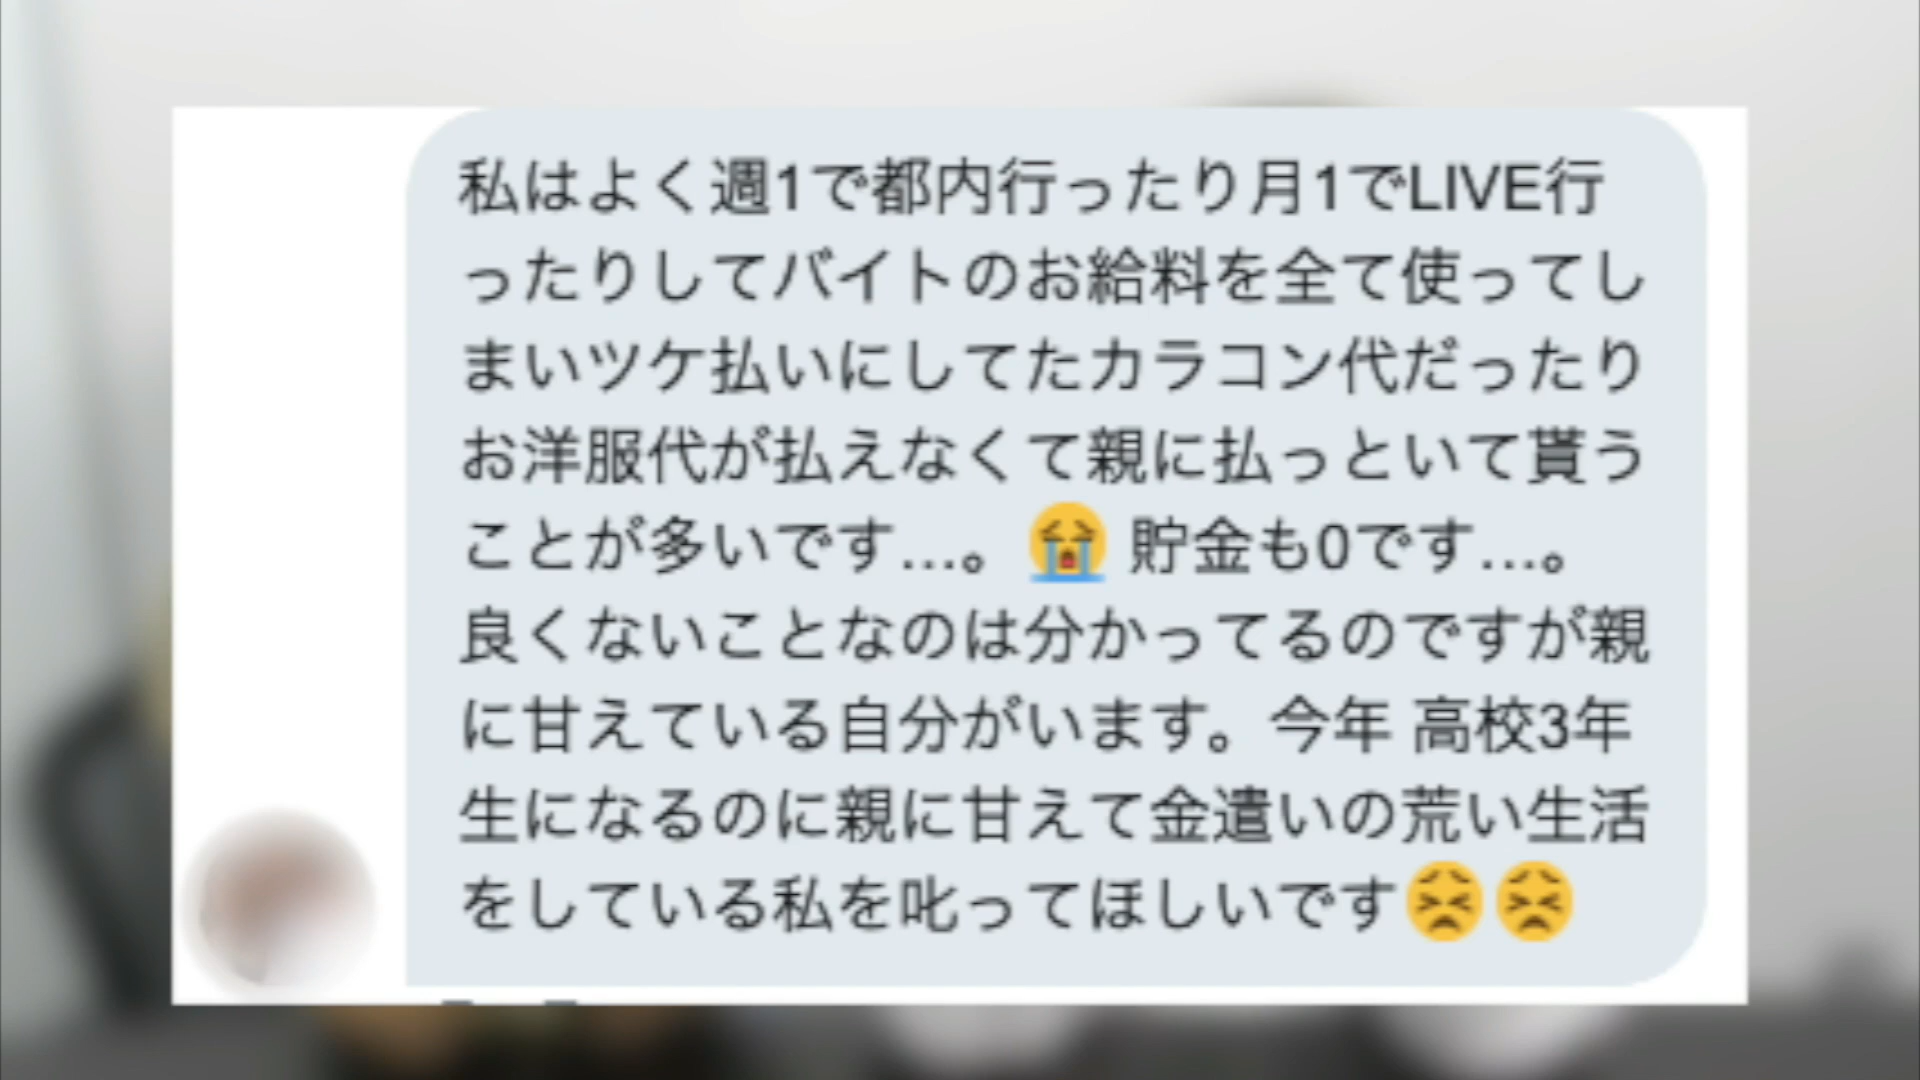 私はよく週1で都内行ったり月1でLIVE行
ったりしてバイトのお給料を全て使ってし
まいツケ払いにしてたカラコン代だったり
お洋服代が払えなくて親に払っといて貰う
ことが多いです…。😭 貯金も0です…。
良くないことなのは分かってるのですが親
に甘えている自分がいます。今年 高校3年
生になるのに親に甘えて金遣いの荒い生活
をしている私を叱ってほしいです😣😣